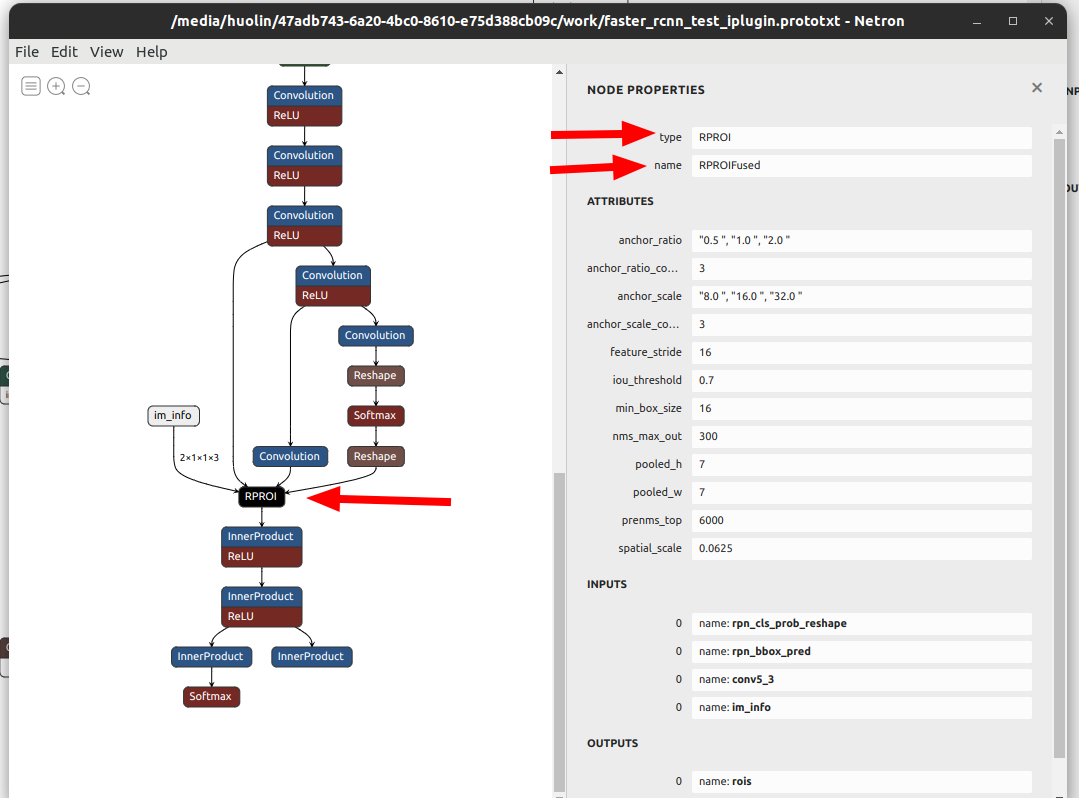 /media/huolin/47adb743-6a20-4bc0-8610-e75d388cb09c/work/faster_rcnn_test_iplugin.prototxt - Netron
File Edit View Help
Convolution
ReLU
Convolution
ReLU
Convolution
ReLU
Convolution
ReLU
Convolution
Reshape
im_info
Softmax
2×1×1×3
Convolution
Reshape
RPROI
InnerProduct
ReLU
InnerProduct
ReLU
InnerProduct
InnerProduct
Softmax
NODE PROPERTIES
type RPROI
name RPROIFused
ATTRIBUTES
anchor_ratio "0.5 ", "1.0 ", "2.0 "
anchor_ratio_co... 3
anchor_scale "8.0 ", "16.0 ", "32.0 "
anchor_scale_co... 3
feature_stride 16
iou_threshold 0.7
min_box_size 16
nms_max_out 300
pooled_h 7
pooled_w 7
prenms_top 6000
spatial_scale 0.0625
INPUTS
0 name: rpn_cls_prob_reshape
0 name: rpn_bbox_pred
0 name: conv5_3
0 name: im_info
OUTPUTS
0 name: rois